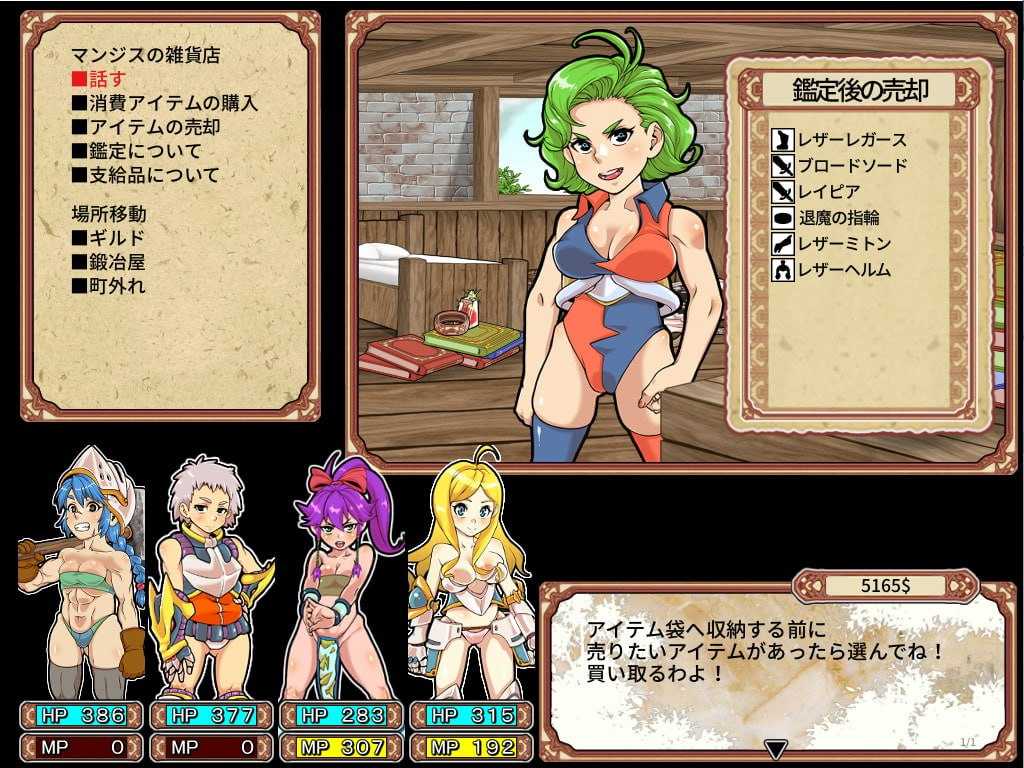 マンジスの雑貨店
■話す
■消費アイテムの購入
■アイテムの売却
■鑑定について
■支給品について
場所移動
■ギルド
■鍛冶屋
■町外れ
鑑定後の売却
レザーレガース
ブロードソード
レイピア
退魔の指輪
レザーミトン
レザーヘルム
HP 386
MP 0
HP 377
MP 0
HP 283
MP 307
HP 315
MP 192
5165$
アイテム袋へ収納する前に
売りたいアイテムがあったら選んでね！
買い取るわよ！
1/1